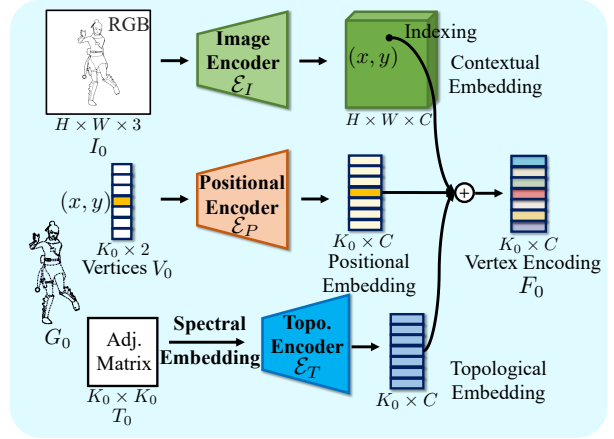 RGB
Image
Encoder
ℰ_I
Indexing
(x, y)
Contextual
Embedding
H × W × 3
I_0
H × W × C
(x, y)
Positional
Encoder
ℰ_P
K_0 × 2
Vertices V_0
K_0 × C
Positional
Embedding
+
K_0 × C
Vertex Encoding
F_0
G_0
Adj.
Matrix
K_0 × K_0
T_0
Spectral
Embedding
Topo.
Encoder
ℰ_T
K_0 × C
Topological
Embedding